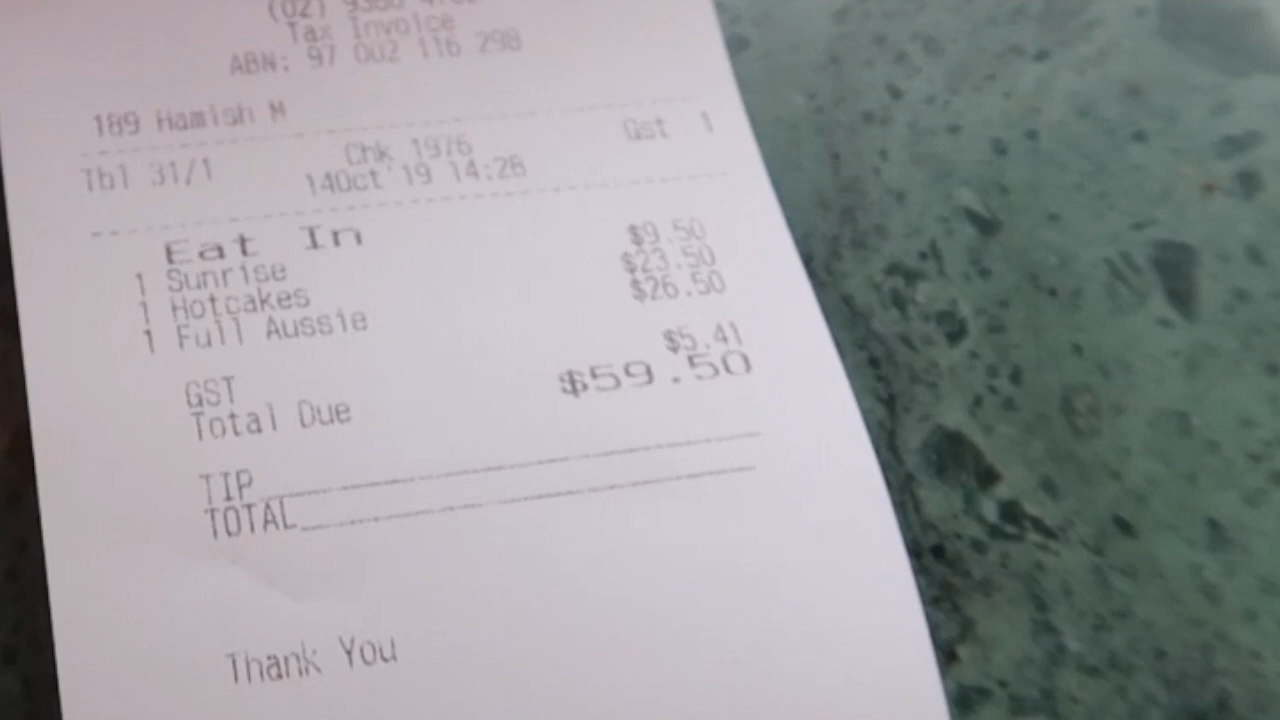 (02)
Tax Invoice
ABN: 97 002 116 298
189 Hamish M
Tbl 31/1 Chk 1976 Gst 1
14Oct'19 14:28
Eat In
1 Sunrise $9.50
1 Hotcakes $23.50
1 Full Aussie $26.50
GST $5.41
Total Due $59.50
TIP
TOTAL
Thank You